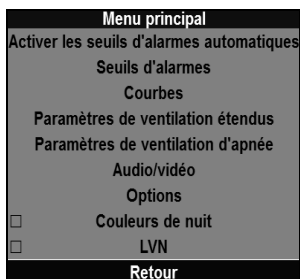 Menu principal
Activer les seuils d'alarmes automatiques
Seuils d'alarmes
Courbes
Paramètres de ventilation étendus
Paramètres de ventilation d'apnée
Audio/vidéo
Options
Couleurs de nuit
LVN
Retour